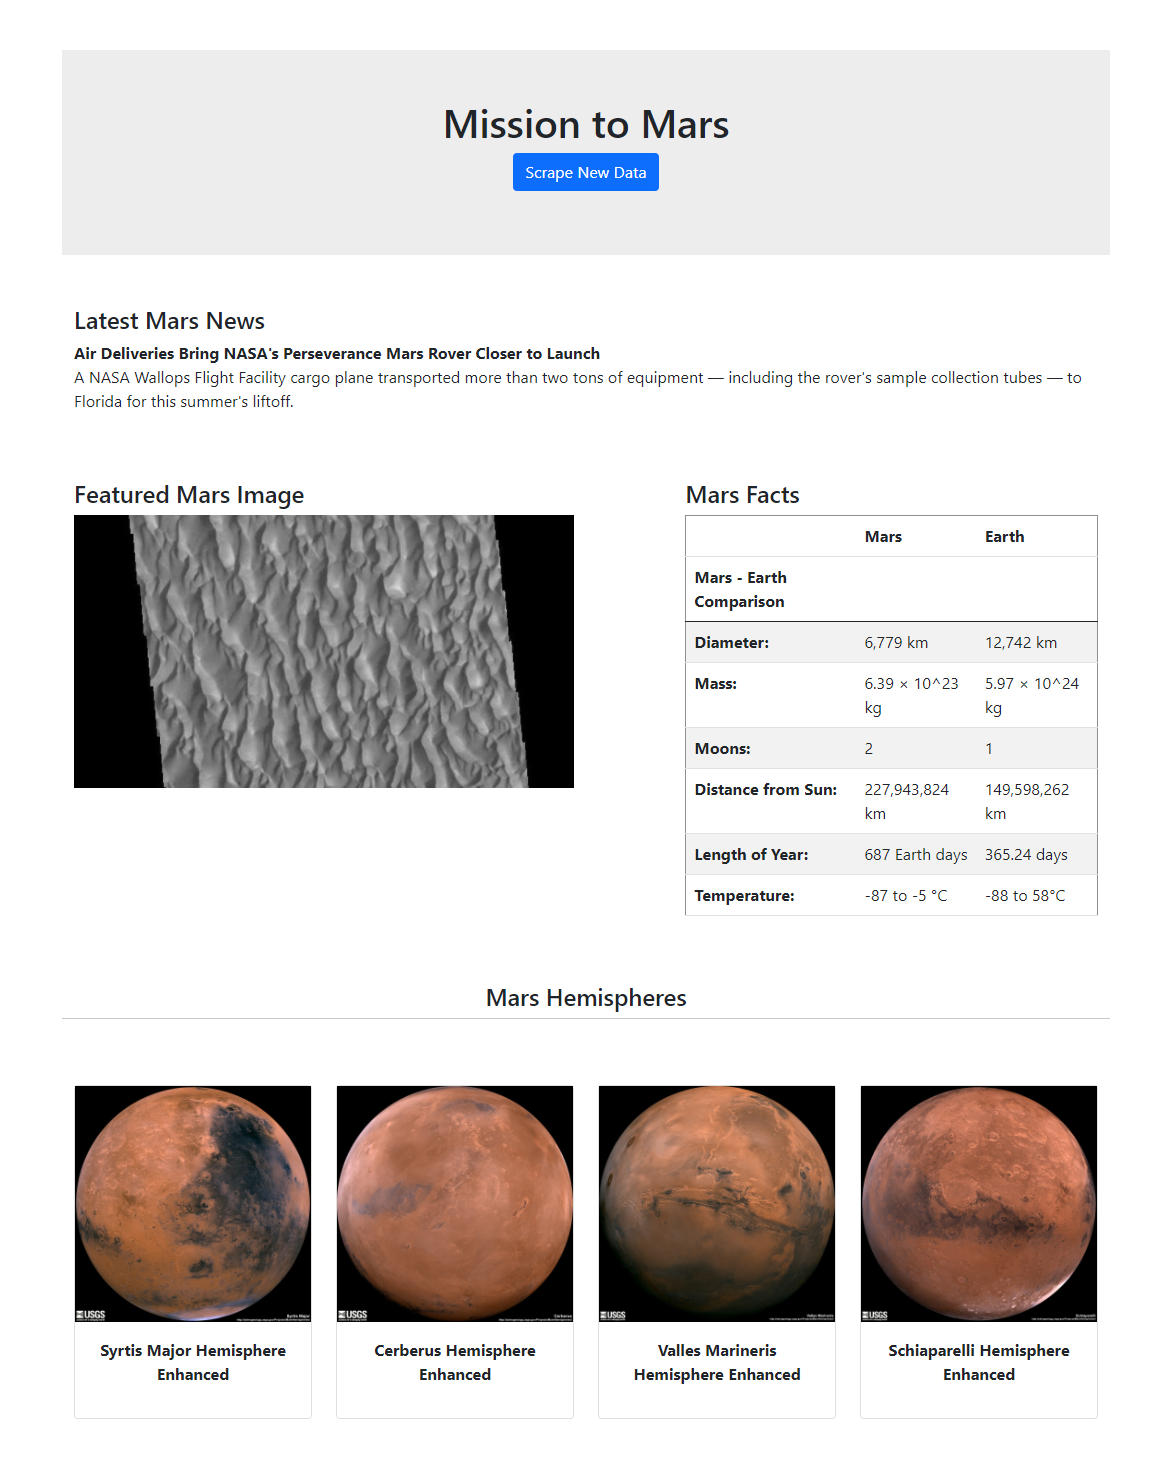 Mission to Mars
Scrape New Data
Latest Mars News
Air Deliveries Bring NASA's Perseverance Mars Rover Closer to Launch
A NASA Wallops Flight Facility cargo plane transported more than two tons of equipment — including the rover's sample collection tubes — to
Florida for this summer's liftoff.
Featured Mars Image
Mars Facts
Mars Earth
Mars - Earth
Comparison
Diameter: 6,779 km 12,742 km
Mass: 6.39 × 10^23 5.97 × 10^24
kg kg
Moons: 2 1
Distance from Sun: 227,943,824 149,598,262
km km
Length of Year: 687 Earth days 365.24 days
Temperature: -87 to -5 °C -88 to 58°C
Mars Hemispheres
USGS
USGS
USGS
USGS
Syrtis Major Hemisphere
Enhanced
Cerberus Hemisphere
Enhanced
Valles Marineris
Hemisphere Enhanced
Schiaparelli Hemisphere
Enhanced